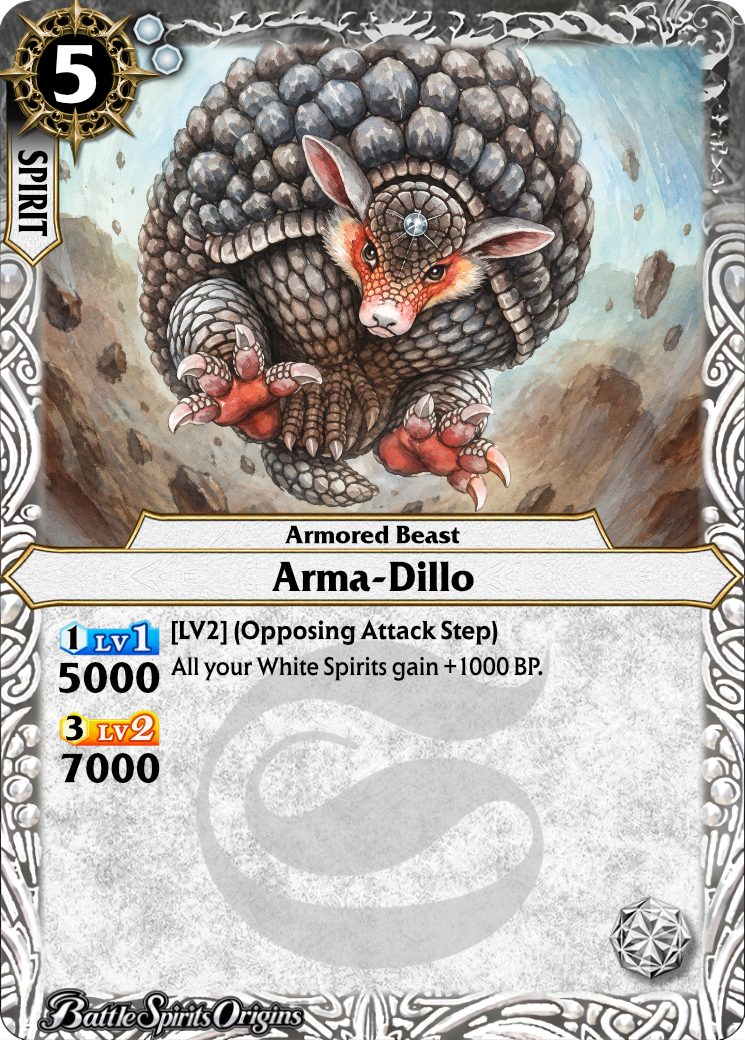 5
SPIRIT
Armored Beast
Arma-Dillo
1 LV1
5000
[LV2] (Opposing Attack Step)
All your White Spirits gain +1000 BP.
3 LV2
7000
Battle Spirits Origins